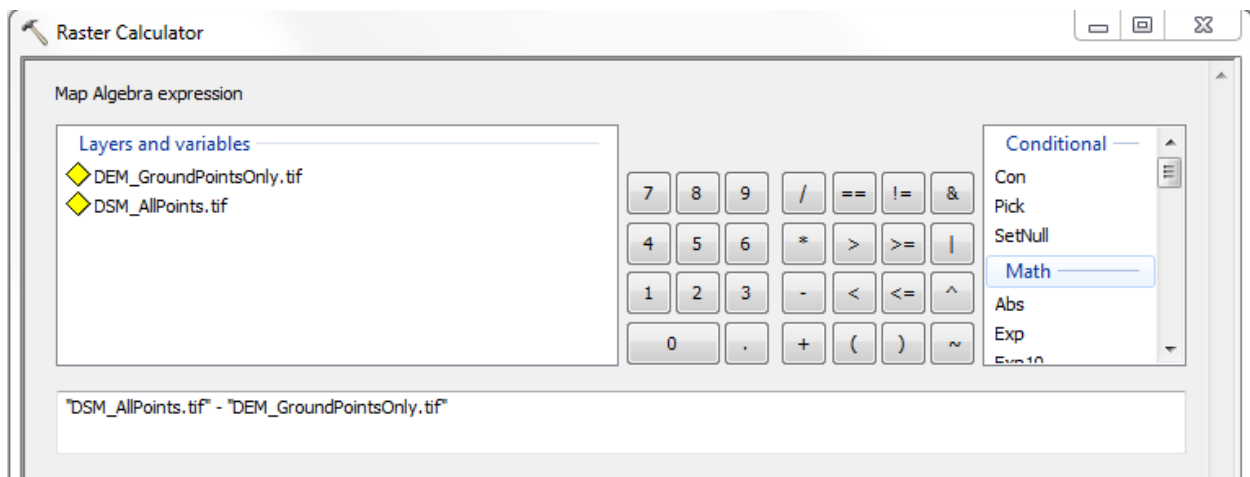 Raster Calculator
Map Algebra expression
Layers and variables
DEM_GroundPointsOnly.tif
DSM_AllPoints.tif
7 8 9 / == != &
4 5 6 * > >= |
1 2 3 - < <= ^
0 . + ( ) ~
Conditional
Con
Pick
SetNull
Math
Abs
Exp
Exp10
"DSM_AllPoints.tif" - "DEM_GroundPointsOnly.tif"